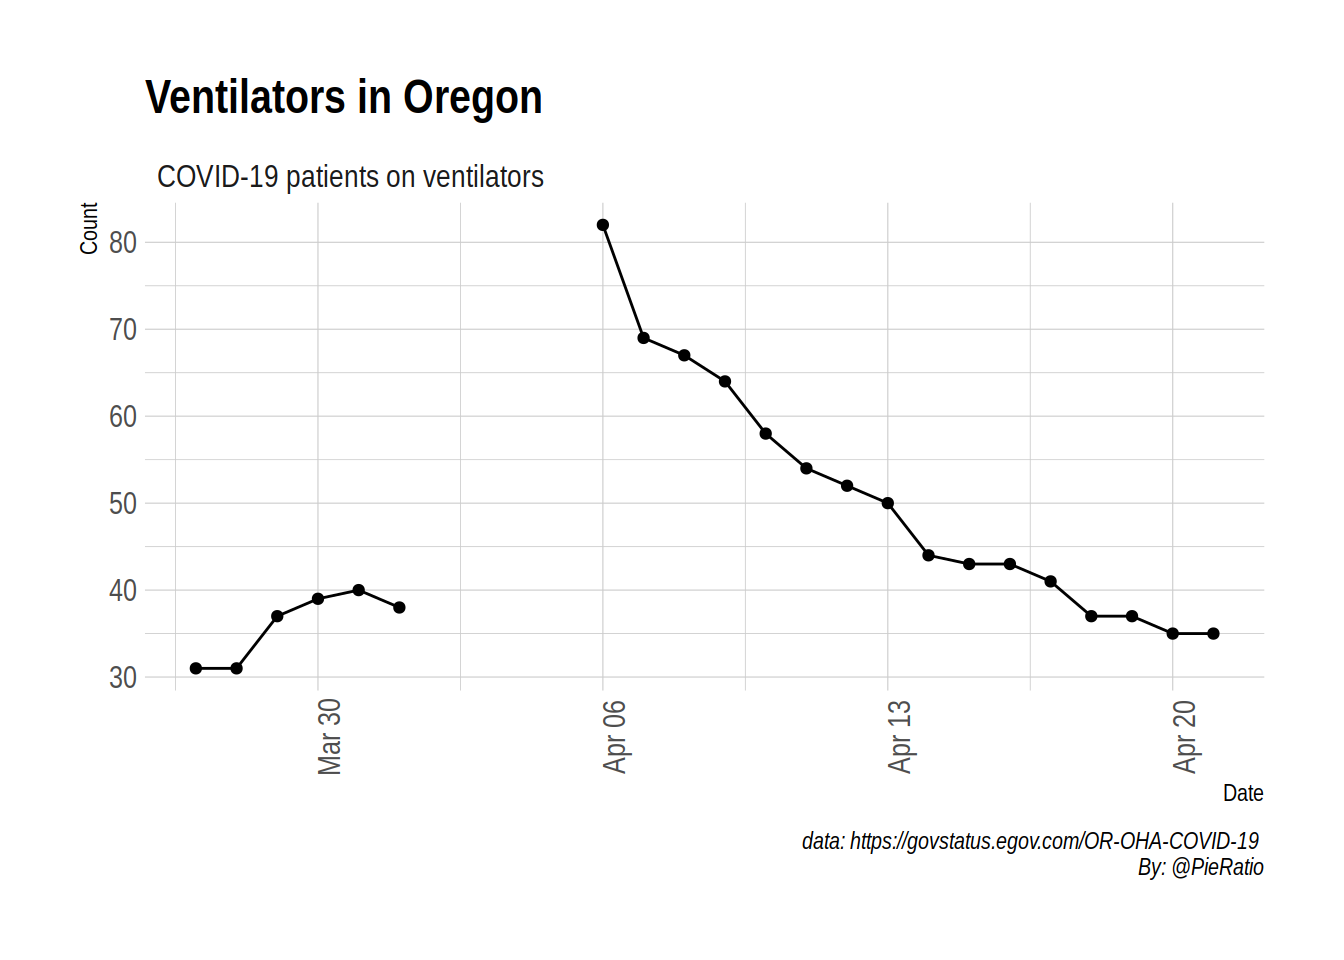 Ventilators in Oregon
COVID-19 patients on ventilators
Count
80
70
60
50
40
30
Mar 30
Apr 06
Apr 13
Apr 20
Date
data: https://govstatus.egov.com/OR-OHA-COVID-19
By: @PieRatio